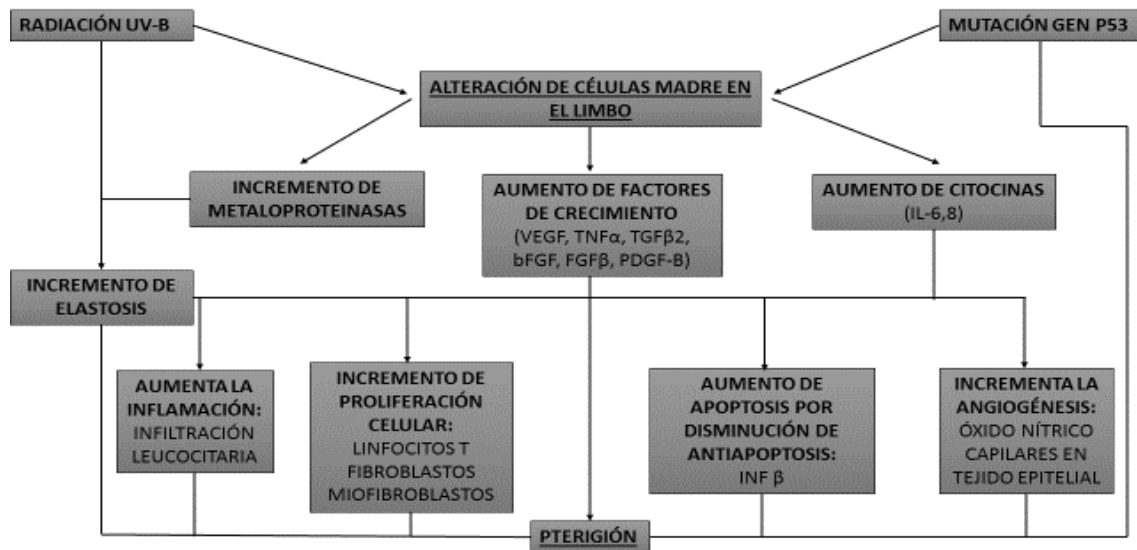 RADIACIÓN UV-B
MUTACIÓN GEN P53
ALTERACIÓN DE CÉLULAS MADRE EN
EL LIMBO
INCREMENTO DE
METALOPROTEINASAS
AUMENTO DE FACTORES
DE CRECIMIENTO
(VEGF, TNFα, TGFβ2,
bFGF, FGFβ, PDGF-B)
AUMENTO DE CITOCINAS
(IL-6,8)
INCREMENTO DE
ELASTOSIS
AUMENTA LA
INFLAMACIÓN:
INFILTRACIÓN
LEUCOCITARIA
INCREMENTO DE
PROLIFERACIÓN
CELULAR:
LINFOCITOS T
FIBROBLASTOS
MIOFIBROBLASTOS
AUMENTO DE
APOPTOSIS POR
DISMINUCIÓN DE
ANTIAPOPTOSIS:
INF β
INCREMENTA LA
ANGIOGÉNESIS:
ÓXIDO NÍTRICO
CAPILARES EN
TEJIDO EPITELIAL
PTERIGIÓN